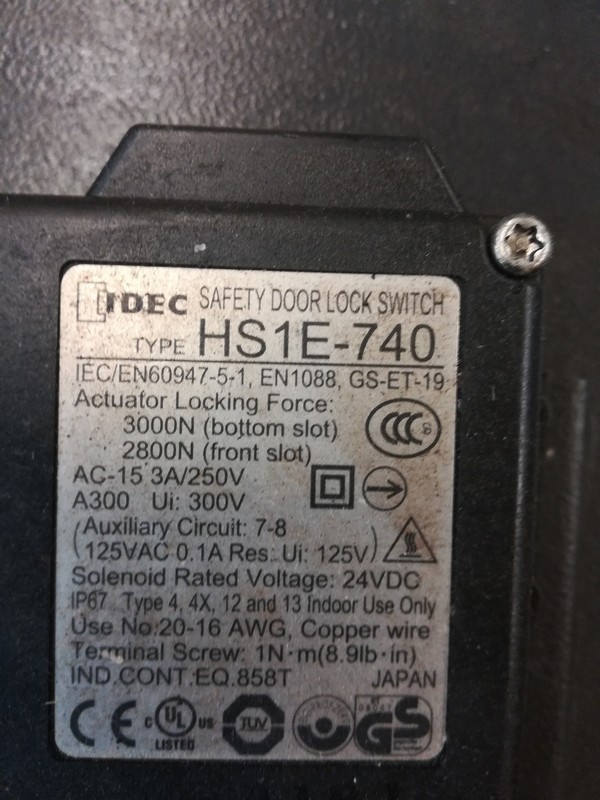 IDEC SAFETY DOOR LOCK SWITCH
TYPE HS1E-740
IEC/EN60947-5-1, EN1088, GS-ET-19
Actuator Locking Force:
3000N (bottom slot)
2800N (front slot)
CCC S
AC-15 3A/250V
A300 Ui: 300V
(Auxiliary Circuit: 7-8
125VAC 0.1A Res. Ui: 125V)
Solenoid Rated Voltage: 24VDC
IP67 Type 4, 4X, 12 and 13 Indoor Use Only
Use No.20-16 AWG, Copper wire
Terminal Screw: 1N·m(8.9lb·in)
IND.CONT.EQ.858T JAPAN
CE C UL US LISTED TUV GS